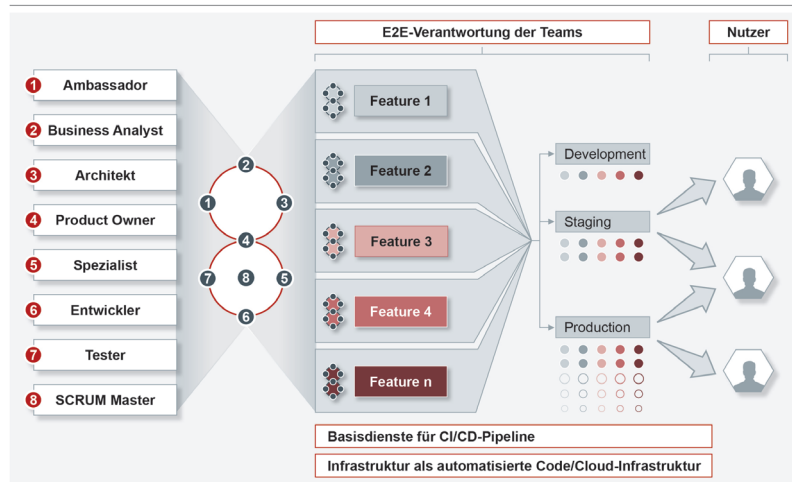 E2E-Verantwortung der Teams
Nutzer
1 Ambassador
2 Business Analyst
3 Architekt
4 Product Owner
5 Spezialist
6 Entwickler
7 Tester
8 SCRUM Master
2
1
3
4
7
8
5
6
Feature 1
Feature 2
Feature 3
Feature 4
Feature n
Development
Staging
Production
Basisdienste für CI/CD-Pipeline
Infrastruktur als automatisierte Code/Cloud-Infrastruktur